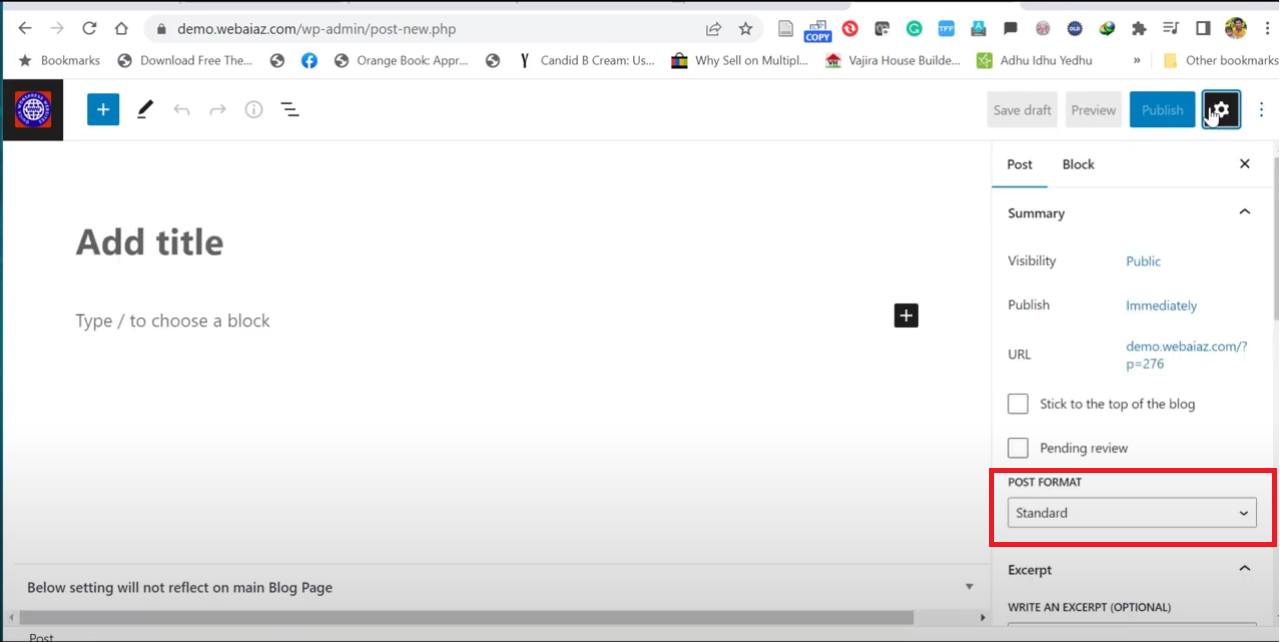 demo.webaiaz.com/wp-admin/post-new.php
COPY
TFF
OLD
Bookmarks
Download Free The...
Orange Book: Appr...
Y
Candid B Cream: Us...
Why Sell on Multipl...
Vajira House Builde...
Adhu Idhu Yedhu
»
Other bookmarks
Save draft
Preview
Publish
Post
Block
Summary
Add title
Visibility
Public
Type / to choose a block
Publish
Immediately
URL
demo.webaiaz.com/?
p=276
Stick to the top of the blog
Pending review
POST FORMAT
Standard
Excerpt
Below setting will not reflect on main Blog Page
WRITE AN EXCERPT (OPTIONAL)
Post